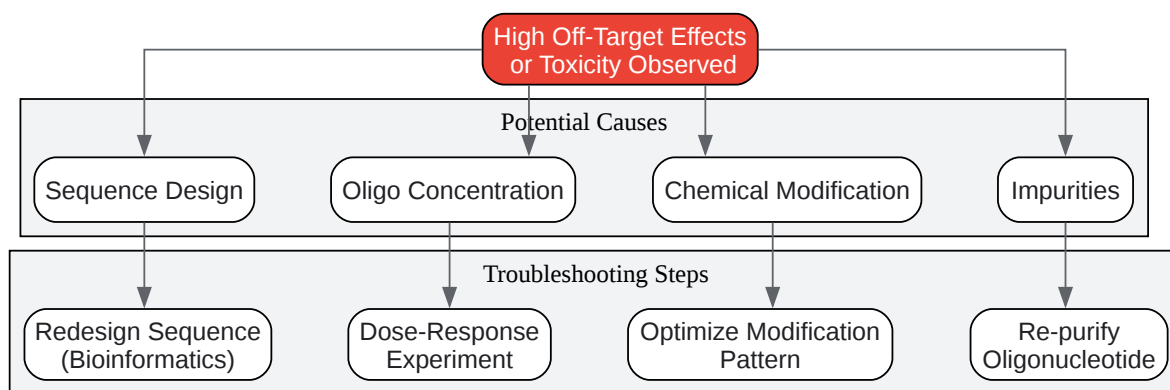 High Off-Target Effects
or Toxicity Observed
Potential Causes
Sequence Design
Oligo Concentration
Chemical Modification
Impurities
Troubleshooting Steps
Redesign Sequence
(Bioinformatics)
Dose-Response
Experiment
Optimize Modification
Pattern
Re-purify
Oligonucleotide